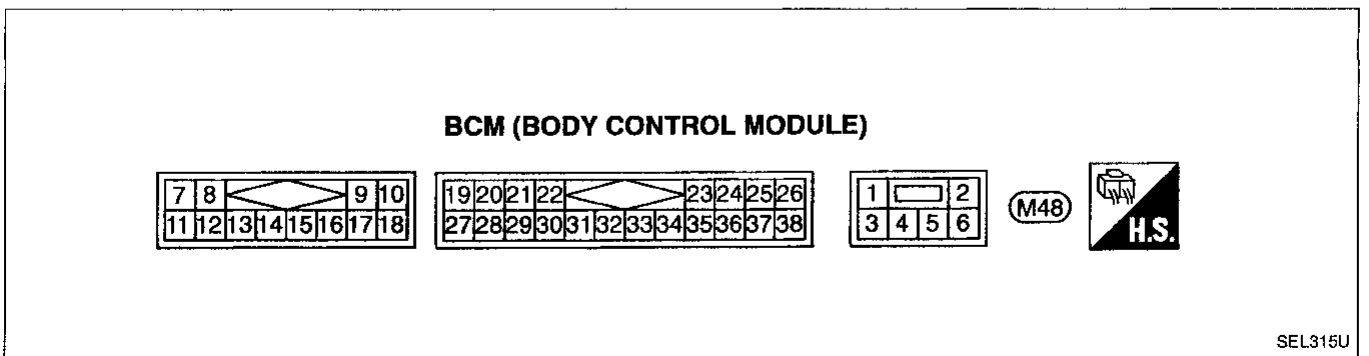 BCM (BODY CONTROL MODULE)
7 8 9 10 19 20 21 22 23 24 25 26 1 2
11 12 13 14 15 16 17 18 27 28 29 30 31 32 33 34 35 36 37 38 3 4 5 6
M48
H.S.
SEL315U